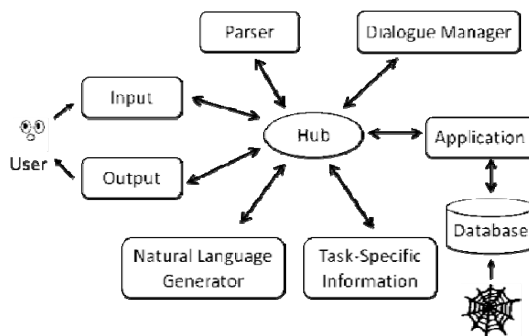 Parser
Dialogue Manager
Input
Hub
Application
User
Output
Database
Natural Language
Generator
Task-Specific
Information